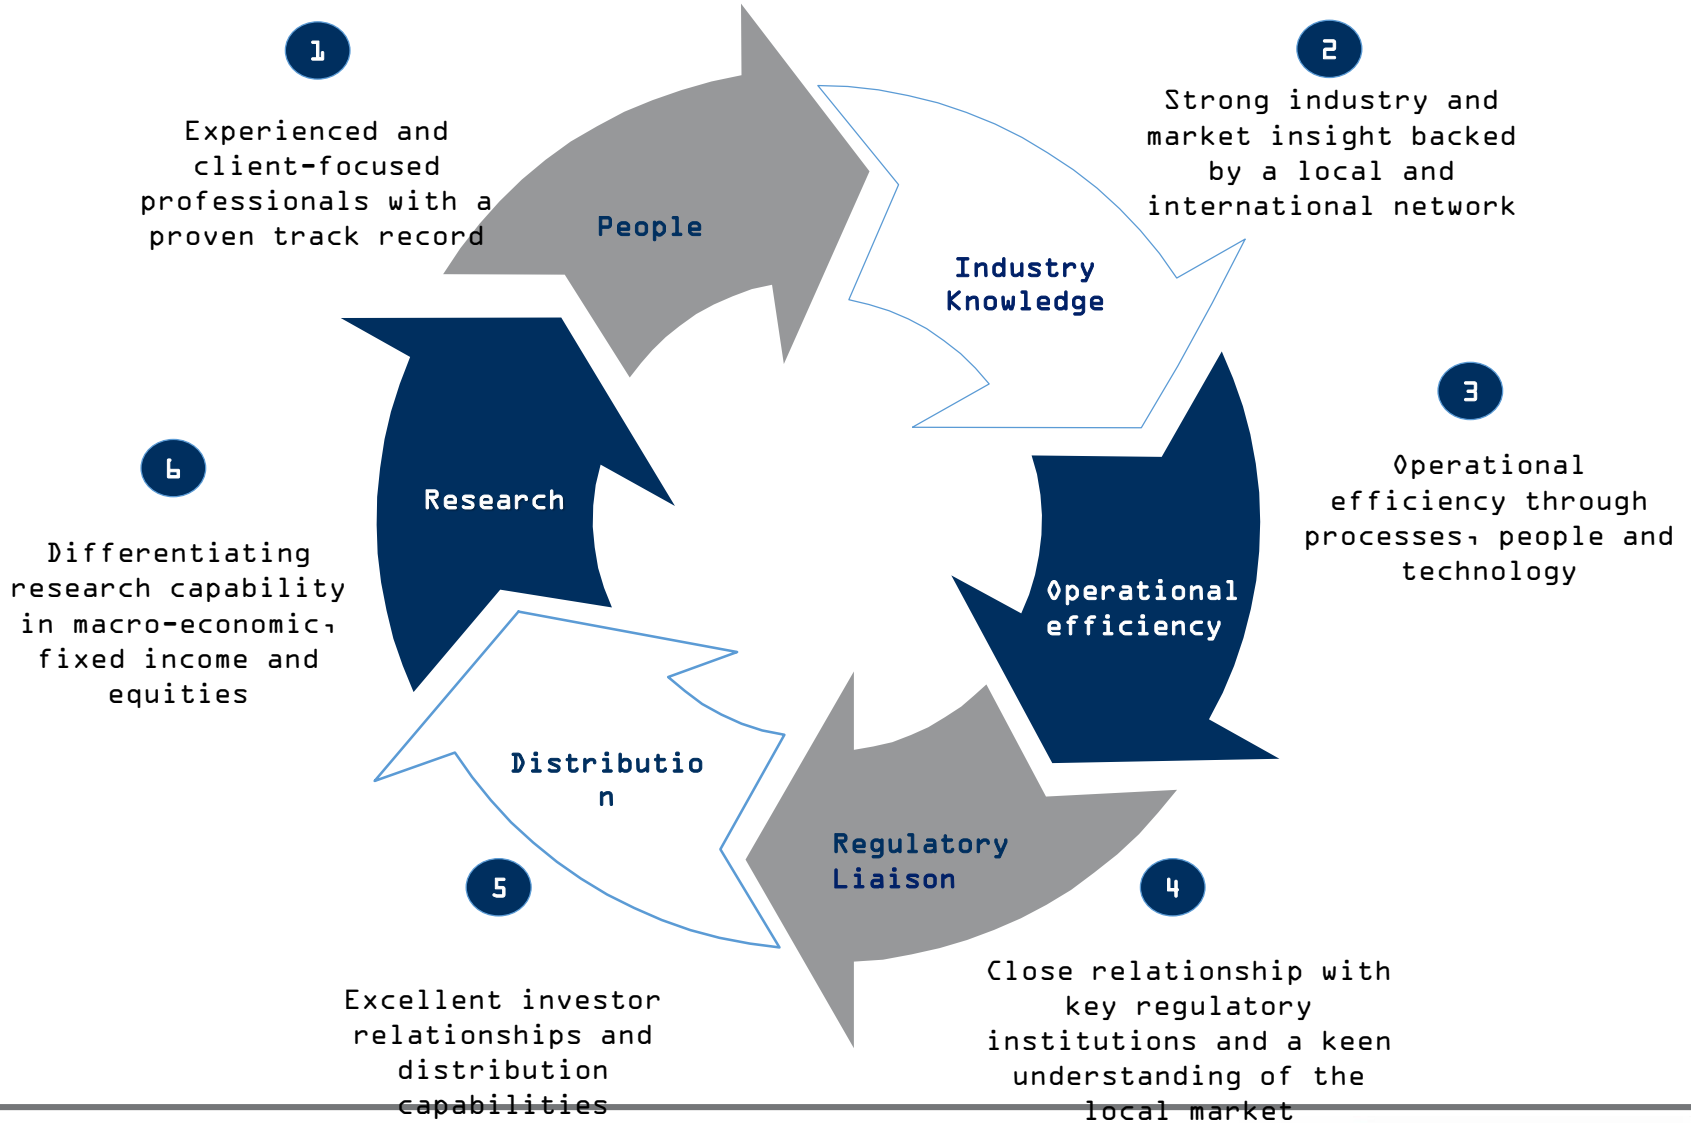 1
Experienced and
client-focused
professionals with a
proven track record
People
2
Strong industry and
market insight backed
by a local and
international network
Industry
Knowledge
3
Operational
efficiency through
processes, people and
technology
Operational
efficiency
4
Close relationship with
key regulatory
institutions and a keen
understanding of the
local market
Regulatory
Liaison
5
Excellent investor
relationships and
distribution
capabilities
Distributio
n
6
Differentiating
research capability
in macro-economic,
fixed income and
equities
Research